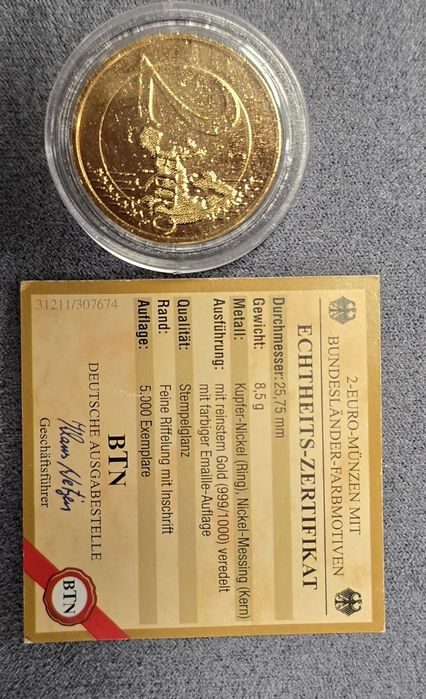 2 EURO
2-EURO-MÜNZEN MIT
BUNDESLÄNDER-FARBMOTIVEN
ECHTHEITS-ZERTIFIKAT
Durchmesser: 25,75 mm
Gewicht: 8,5 g
Metall: Kupfer-Nickel (Ring), Nickel-Messing (Kern)
Ausführung: mit reinstem Gold (999/1000) veredelt
mit farbiger Emaille-Auflage
Qualität: Stempelglanz
Rand: Feine Riffelung mit Inschrift
Auflage: 5.000 Exemplare
BTN
DEUTSCHE AUSGABESTELLE
Geschäftsführer
31211/307674
BTN